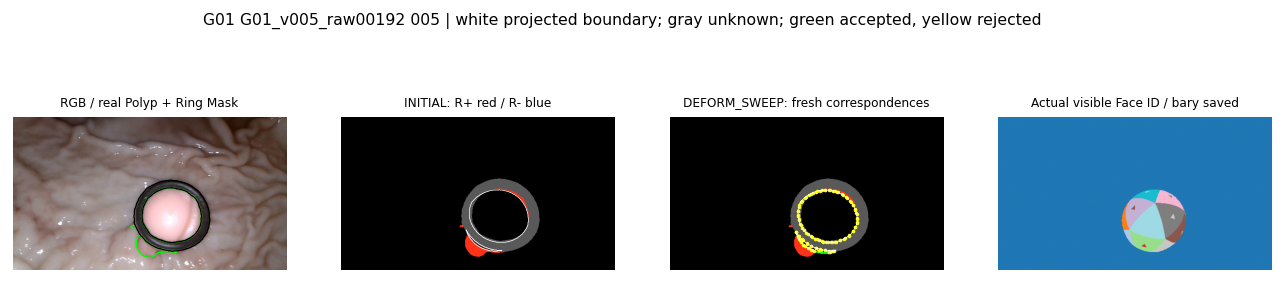 G01 G01_v005_raw00192 005 | white projected boundary; gray unknown; green accepted, yellow rejected
RGB / real Polyp + Ring Mask
INITIAL: R+ red / R- blue
DEFORM_SWEEP: fresh correspondences
Actual visible Face ID / bary saved